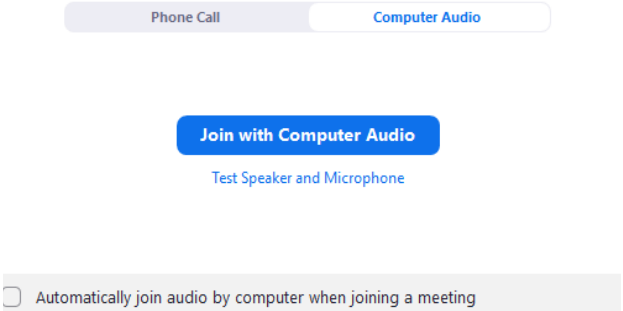 Phone Call Computer Audio
Join with Computer Audio
Test Speaker and Microphone
Automatically join audio by computer when joining a meeting